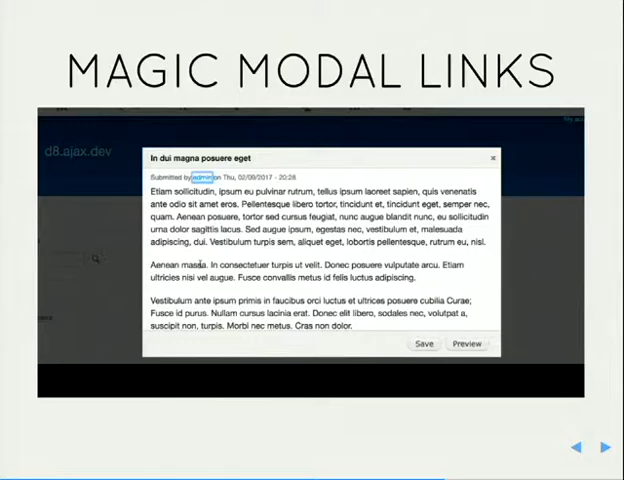 MAGIC MODAL LINKS
My acc
d8.ajax.dev
In dui magna posuere eget
Submitted by admin on Thu, 02/09/2017 - 20:28
Etiam sollicitudin, ipsum eu pulvinar rutrum, tellus ipsum laoreet sapien, quis venenatis
ante odio sit amet eros. Pellentesque libero tortor, tincidunt et, tincidunt eget, semper nec,
quam. Aenean posuere, tortor sed cursus feugiat, nunc augue blandit nunc, eu sollicitudin
urna dolor sagittis lacus. Sed augue ipsum, egestas nec, vestibulum et, malesuada
adipiscing, dui. Vestibulum turpis sem, aliquet eget, lobortis pellentesque, rutrum eu, nisl.
Aenean massa. In consectetuer turpis ut velit. Donec posuere vulputate arcu. Etiam
ultricies nisi vel augue. Fusce convallis metus id felis luctus adipiscing.
Vestibulum ante ipsum primis in faucibus orci luctus et ultrices posuere cubilia Curae;
Fusce id purus. Nullam cursus lacinia erat. Donec elit libero, sodales nec, volutpat a,
suscipit non, turpis. Morbi nec metus. Cras non dolor.
Save
Preview